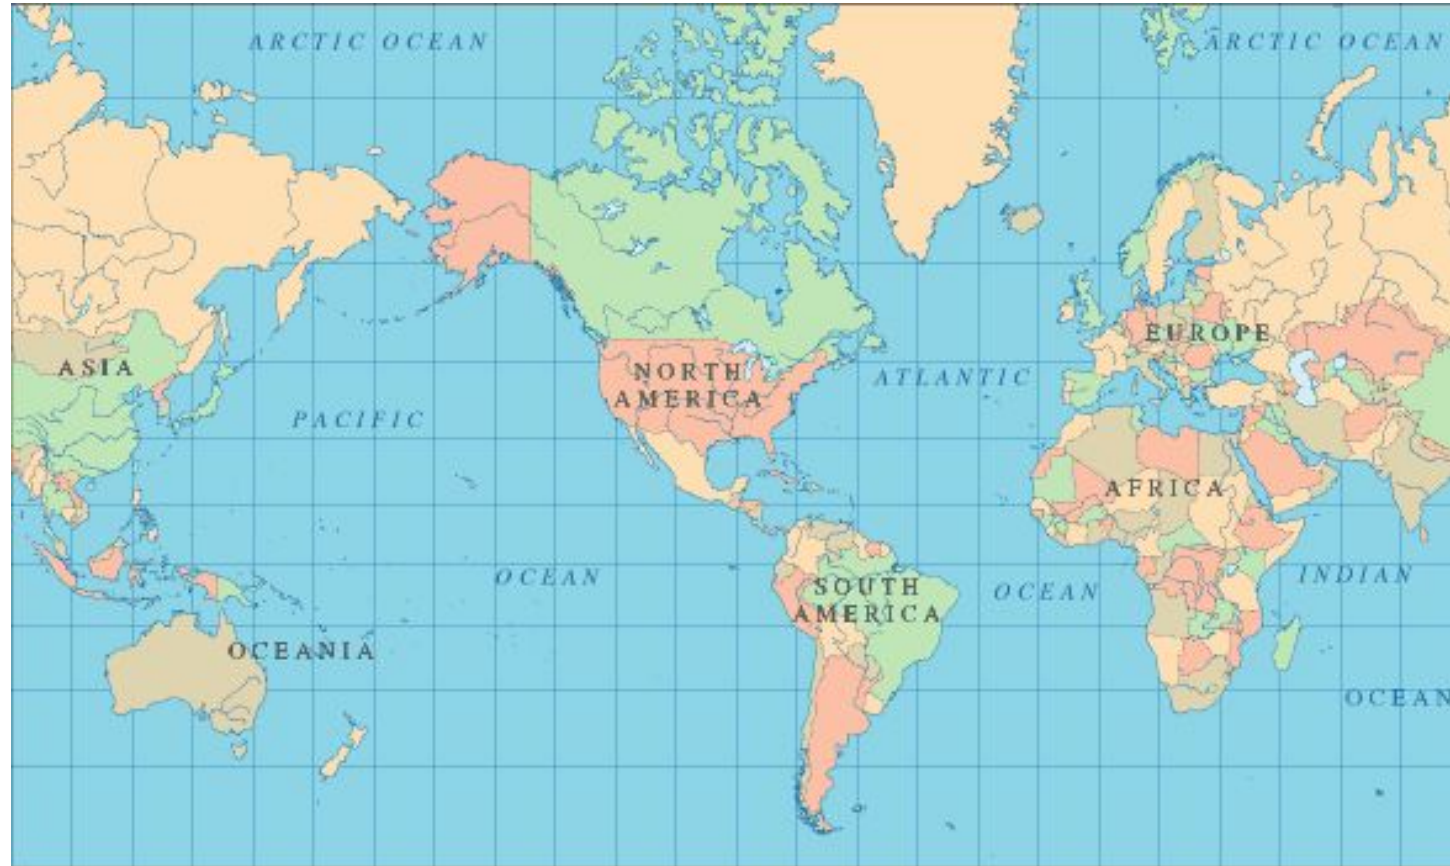 ARCTIC OCEAN
ARCTIC OCEAN
EUROPE
ASIA
NORTH
AMERICA
ATLANTIC
PACIFIC
AFRICA
OCEAN
SOUTH
AMERICA
OCEAN
INDIAN
OCEANIA
OCEAN